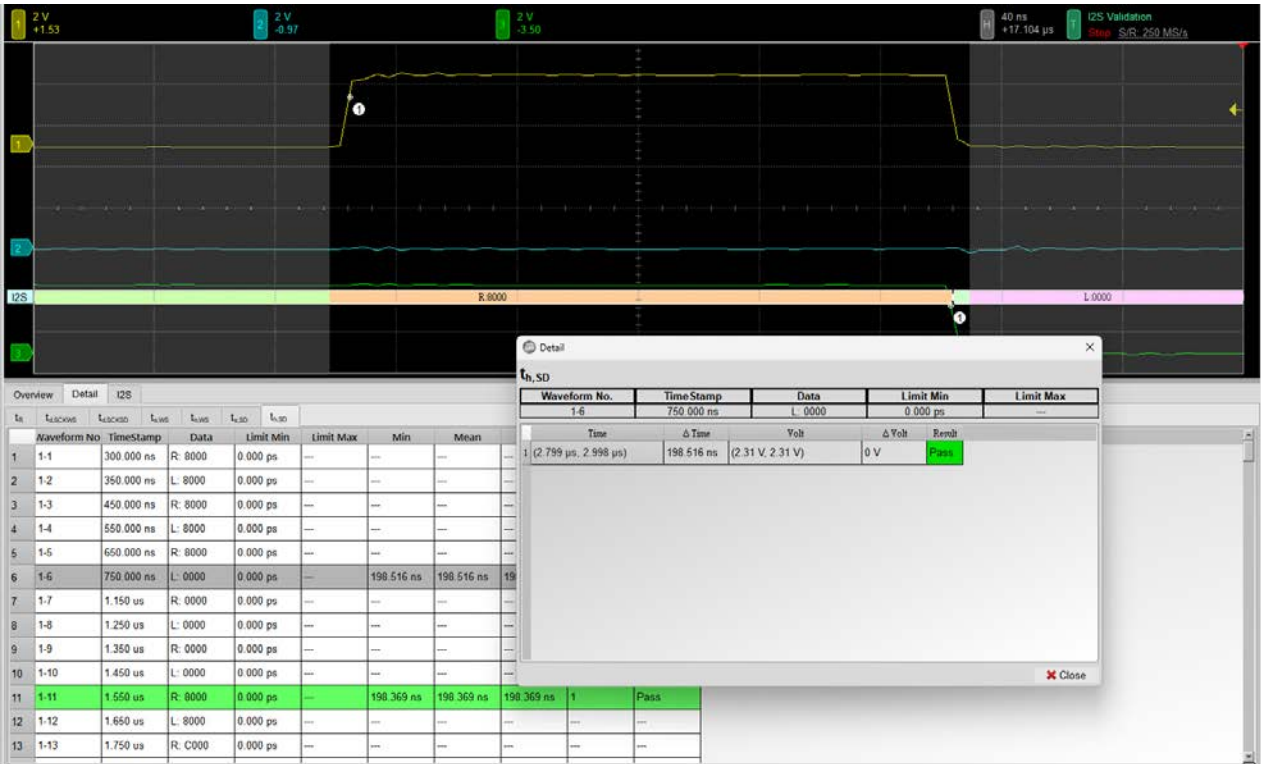 1 2 V
+1.53
2 2 V
-0.97
3 2 V
-3.50
H 40 ns
+17.104 µs
T I2S Validation
Stop S/R: 250 MS/s
1
1
2
I2S R:8000 L:0000
1
3
Detail
th,SD
Waveform No. TimeStamp Data Limit Min Limit Max
1-6 750.000 ns L: 0000 0.000 ps ---
Time Δ Time Volt Δ Volt Result
1 (2.799 µs, 2.998 µs) 198.516 ns (2.31 V, 2.31 V) 0 V Pass
Close
Overview Detail I2S
Waveform No TimeStamp Data Limit Min Limit Max Min Mean
1 1-1 300.000 ns R: 8000 0.000 ps --- --- --- ---
2 1-2 350.000 ns L: 8000 0.000 ps --- --- --- ---
3 1-3 450.000 ns R: 8000 0.000 ps --- --- --- ---
4 1-4 550.000 ns L: 8000 0.000 ps --- --- --- ---
5 1-5 650.000 ns R: 8000 0.000 ps --- --- --- ---
6 1-6 750.000 ns L: 0000 0.000 ps --- 198.516 ns 198.516 ns 19
7 1-7 1.150 us R: 0000 0.000 ps --- --- --- ---
8 1-8 1.250 us L: 0000 0.000 ps --- --- --- ---
9 1-9 1.350 us R: 0000 0.000 ps --- --- --- ---
10 1-10 1.450 us L: 0000 0.000 ps --- --- --- ---
11 1-11 1.550 us R: 8000 0.000 ps --- 198.369 ns 198.369 ns 198.369 ns 1 Pass
12 1-12 1.660 us L: 8000 0.000 ps --- --- --- --- --- ---
13 1-13 1.750 us R: C000 0.000 ps --- --- --- --- --- ---